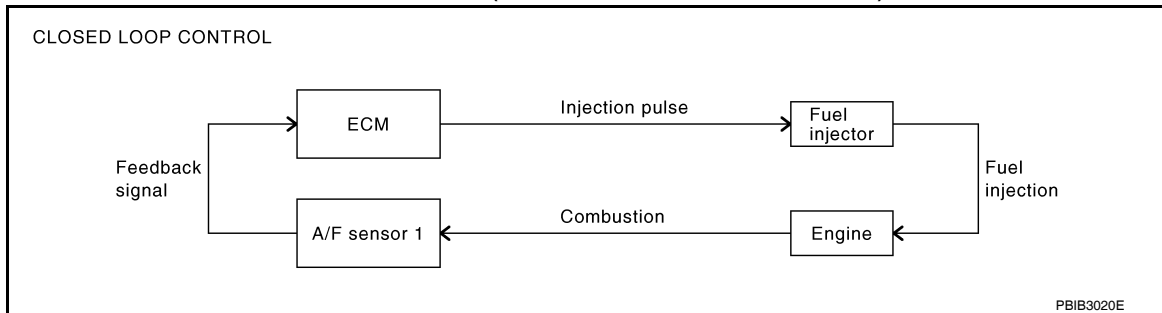 CLOSED LOOP CONTROL
ECM
Injection pulse
Fuel
injector
Feedback
signal
Fuel
injection
A/F sensor 1
Combustion
Engine
PBIB3020E